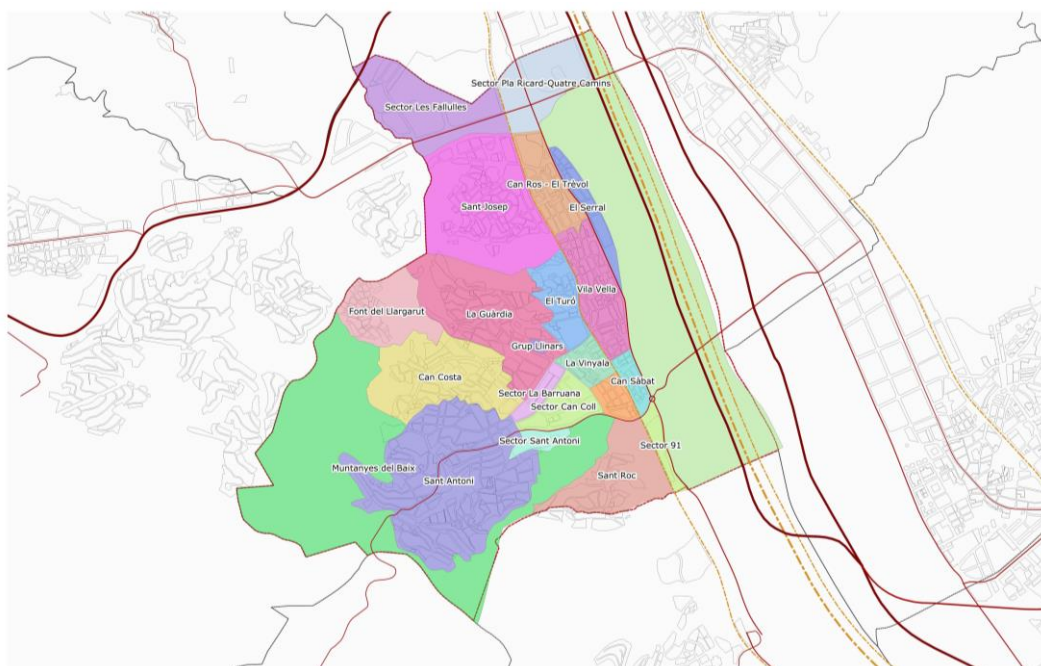 Sector Pla Ricard-Quatre Camins
Sector Les Fallulles
Can Ros - El Trèvol
Sant Josep
El Serral
Vila Vella
El Turó
Font del Llargarut
La Guàrdia
Grup Llinars
La Vinyala
Can Costa
Can Sàbat
Sector La Barruana
Sector Can Coll
Sector Sant Antoni
Sector 91
Muntanyes del Baix
Sant Roc
Sant Antoni